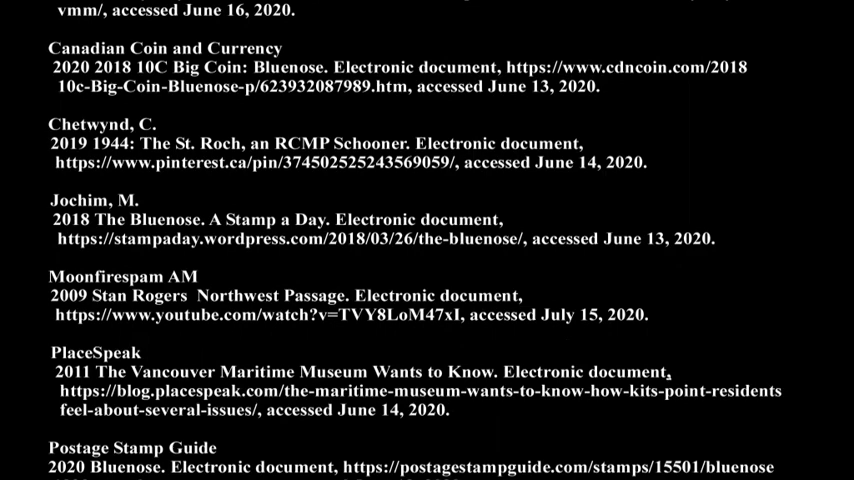 vmm/, accessed June 16, 2020.
Canadian Coin and Currency
2020 2018 10C Big Coin: Bluenose. Electronic document, https://www.cdncoin.com/2018
10c-Big-Coin-Bluenose-p/623932087989.htm, accessed June 13, 2020.
Chetwynd, C.
2019 1944: The St. Roch, an RCMP Schooner. Electronic document,
https://www.pinterest.ca/pin/374502525243569059/, accessed June 14, 2020.
Jochim, M.
2018 The Bluenose. A Stamp a Day. Electronic document,
https://stampaday.wordpress.com/2018/03/26/the-bluenose/, accessed June 13, 2020.
Moonfirespam AM
2009 Stan Rogers  Northwest Passage. Electronic document,
https://www.youtube.com/watch?v=TVY8LoM47xI, accessed July 15, 2020.
PlaceSpeak
2011 The Vancouver Maritime Museum Wants to Know. Electronic document,
https://blog.placespeak.com/the-maritime-museum-wants-to-know-how-kits-point-residents
feel-about-several-issues/, accessed June 14, 2020.
Postage Stamp Guide
2020 Bluenose. Electronic document, https://postagestampguide.com/stamps/15501/bluenose